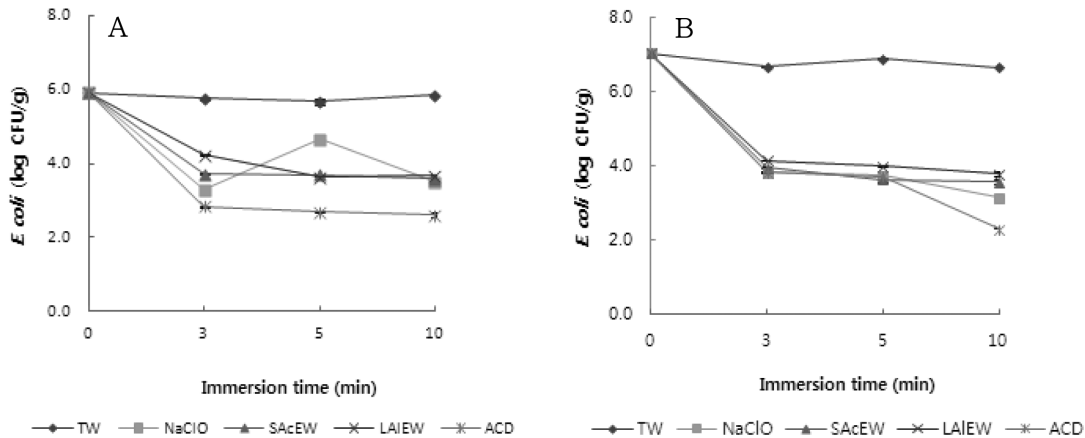 A
8.0
6.0
4.0
2.0
0.0
E coli (log CFU/g)
0 3 5 10
Immersion time (min)
TW NaClO SAcEW LAlEW ACD
B
8.0
6.0
4.0
2.0
0.0
E coli (log CFU/g)
0 3 5 10
Immersion time (min)
TW NaClO SAcEW LAlEW ACD